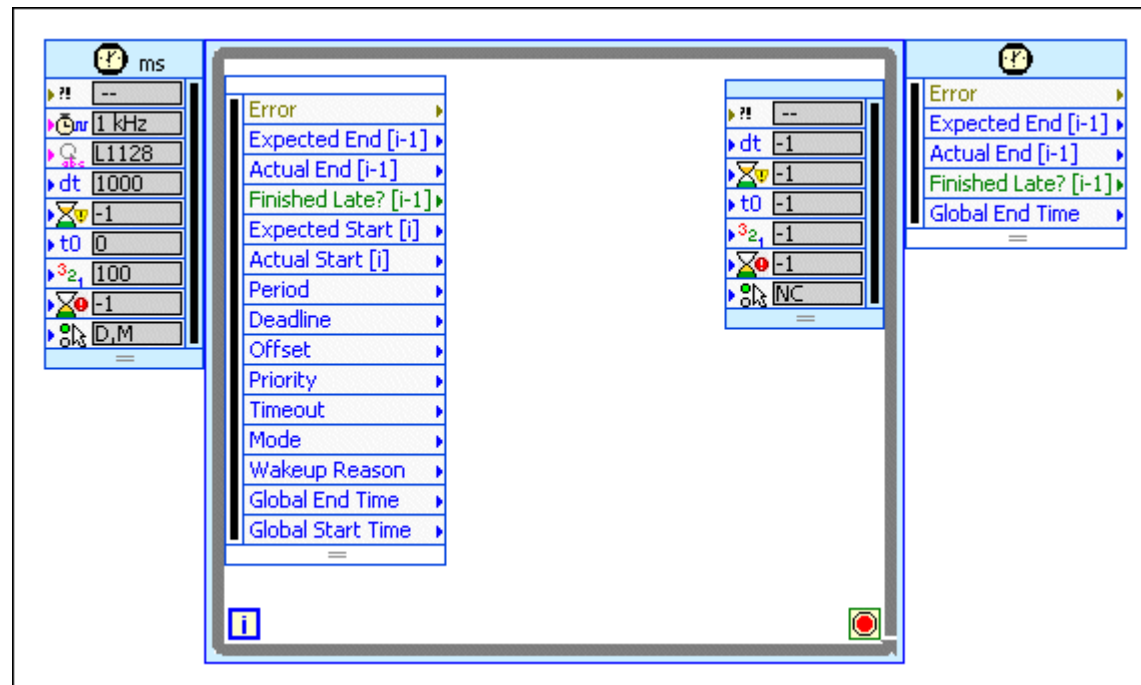 ms
?! --
1 kHz
abc L1128
dt 1000
-1
t0 0
321 100
-1
D,M
Error
Expected End [i-1]
Actual End [i-1]
Finished Late? [i-1]
Expected Start [i]
Actual Start [i]
Period
Deadline
Offset
Priority
Timeout
Mode
Wakeup Reason
Global End Time
Global Start Time
i
?! --
dt -1
-1
t0 -1
321 -1
-1
NC
Error
Expected End [i-1]
Actual End [i-1]
Finished Late? [i-1]
Global End Time